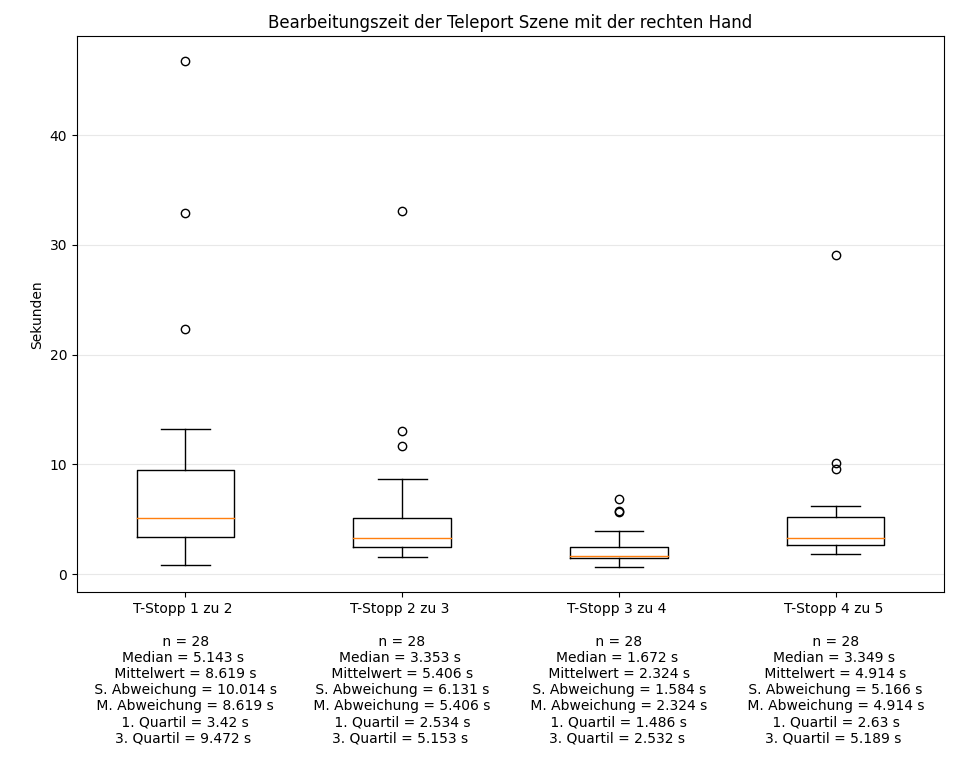 Bearbeitungszeit der Teleport Szene mit der rechten Hand
Sekunden
40
30
20
10
0
T-Stopp 1 zu 2 T-Stopp 2 zu 3 T-Stopp 3 zu 4 T-Stopp 4 zu 5
n = 28 n = 28 n = 28 n = 28
Median = 5.143 s Median = 3.353 s Median = 1.672 s Median = 3.349 s
Mittelwert = 8.619 s Mittelwert = 5.406 s Mittelwert = 2.324 s Mittelwert = 4.914 s
S. Abweichung = 10.014 s S. Abweichung = 6.131 s S. Abweichung = 1.584 s S. Abweichung = 5.166 s
M. Abweichung = 8.619 s M. Abweichung = 5.406 s M. Abweichung = 2.324 s M. Abweichung = 4.914 s
1. Quartil = 3.42 s 1. Quartil = 2.534 s 1. Quartil = 1.486 s 1. Quartil = 2.63 s
3. Quartil = 9.472 s 3. Quartil = 5.153 s 3. Quartil = 2.532 s 3. Quartil = 5.189 s